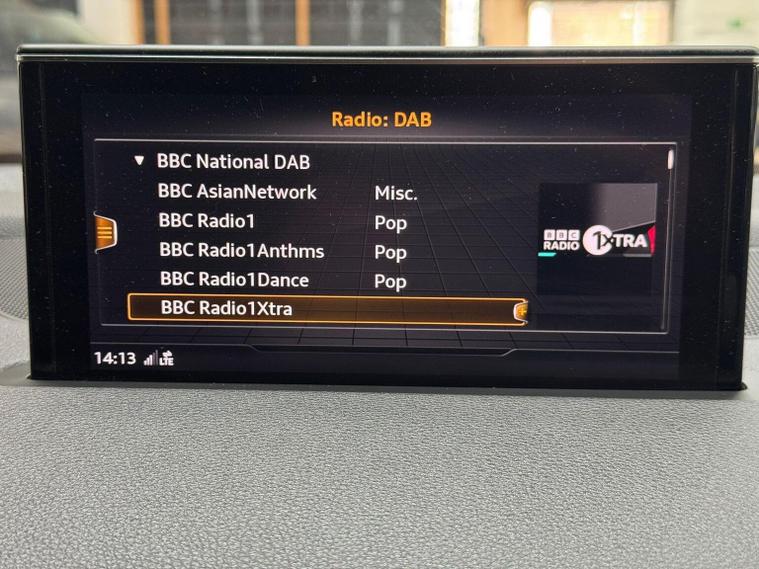 Radio: DAB
▼ BBC National DAB
BBC AsianNetwork Misc.
BBC Radio1 Pop
BBC Radio1Anthms Pop
BBC Radio1Dance Pop
BBC Radio1Xtra
BBC
RADIO 1XTRA
14:13 LTE